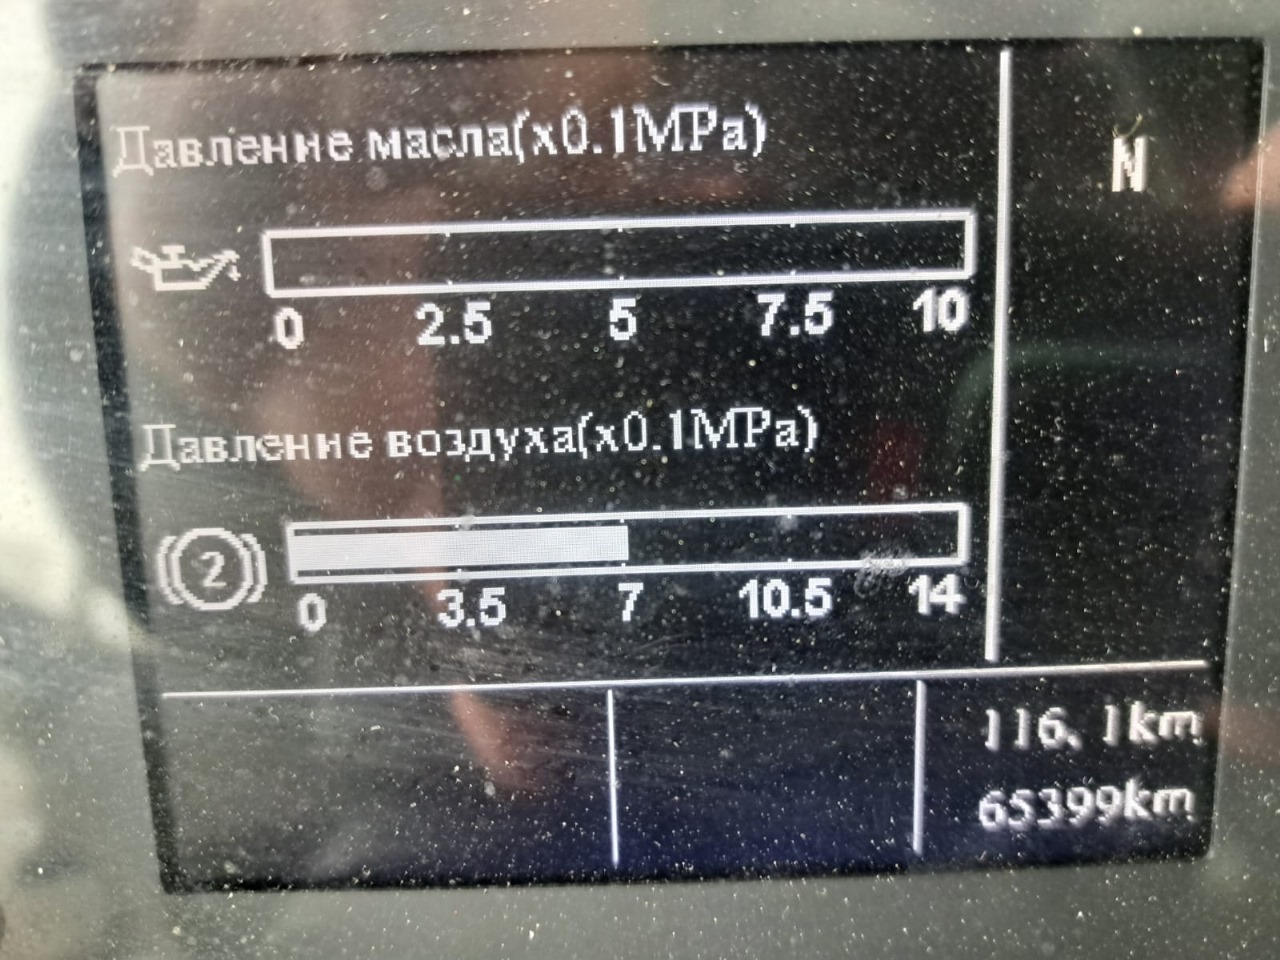 Давление масла(x0.1MPa)
N
0 2.5 5 7.5 10
Давление воздуха(x0.1MPa)
2
0 3.5 7 10.5 14
116.1km
65399km